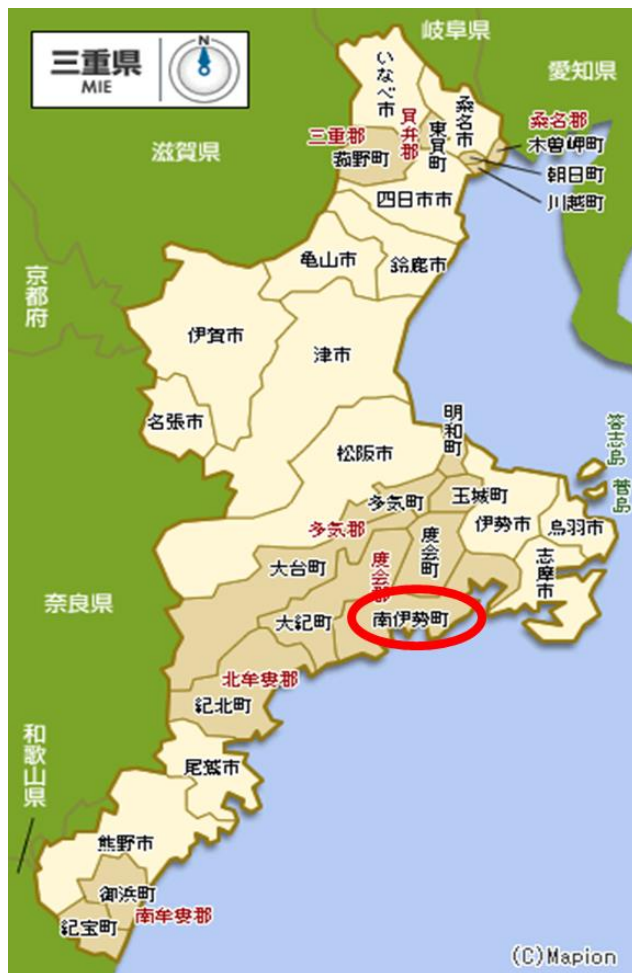 三重県
MIE
N
岐阜県
愛知県
滋賀県
京都府
奈良県
和歌山県
いなべ市
桑名市
桑名郡
員弁郡
東員町
木曽岬町
三重郡
菰野町
朝日町
川越町
四日市市
亀山市
鈴鹿市
伊賀市
津市
名張市
松阪市
明和町
答志島
菅島
多気町
玉城町
伊勢市
鳥羽市
多気郡
度会町
志摩市
大台町
度会郡
大紀町
南伊勢町
北牟婁郡
紀北町
尾鷲市
熊野市
御浜町
紀宝町
南牟婁郡
(C)Mapion